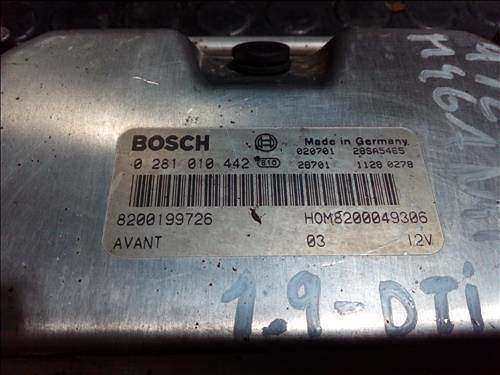 BOSCH Made in Germany
020701 28SA5465
0 281 010 442 610 28701 1120 0278
8200199726 HOM8200049306
AVANT 03 12V
1.9-DTi